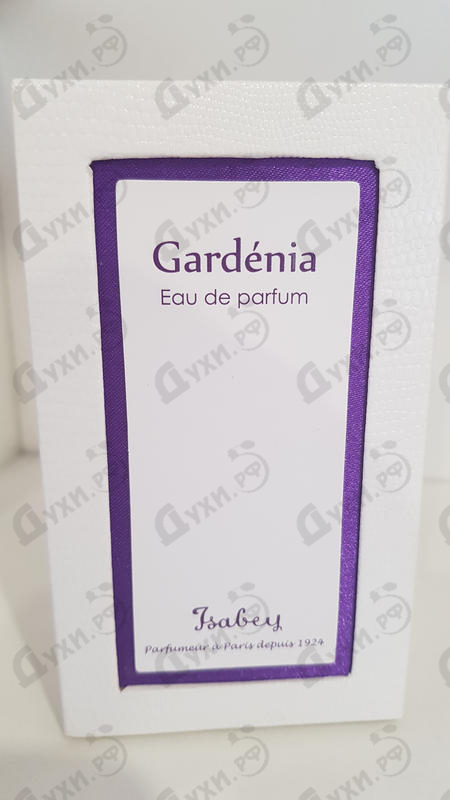 Gardénia
Eau de parfum
Isabey
Parfumeur à Paris depuis 1924
Духи.рф